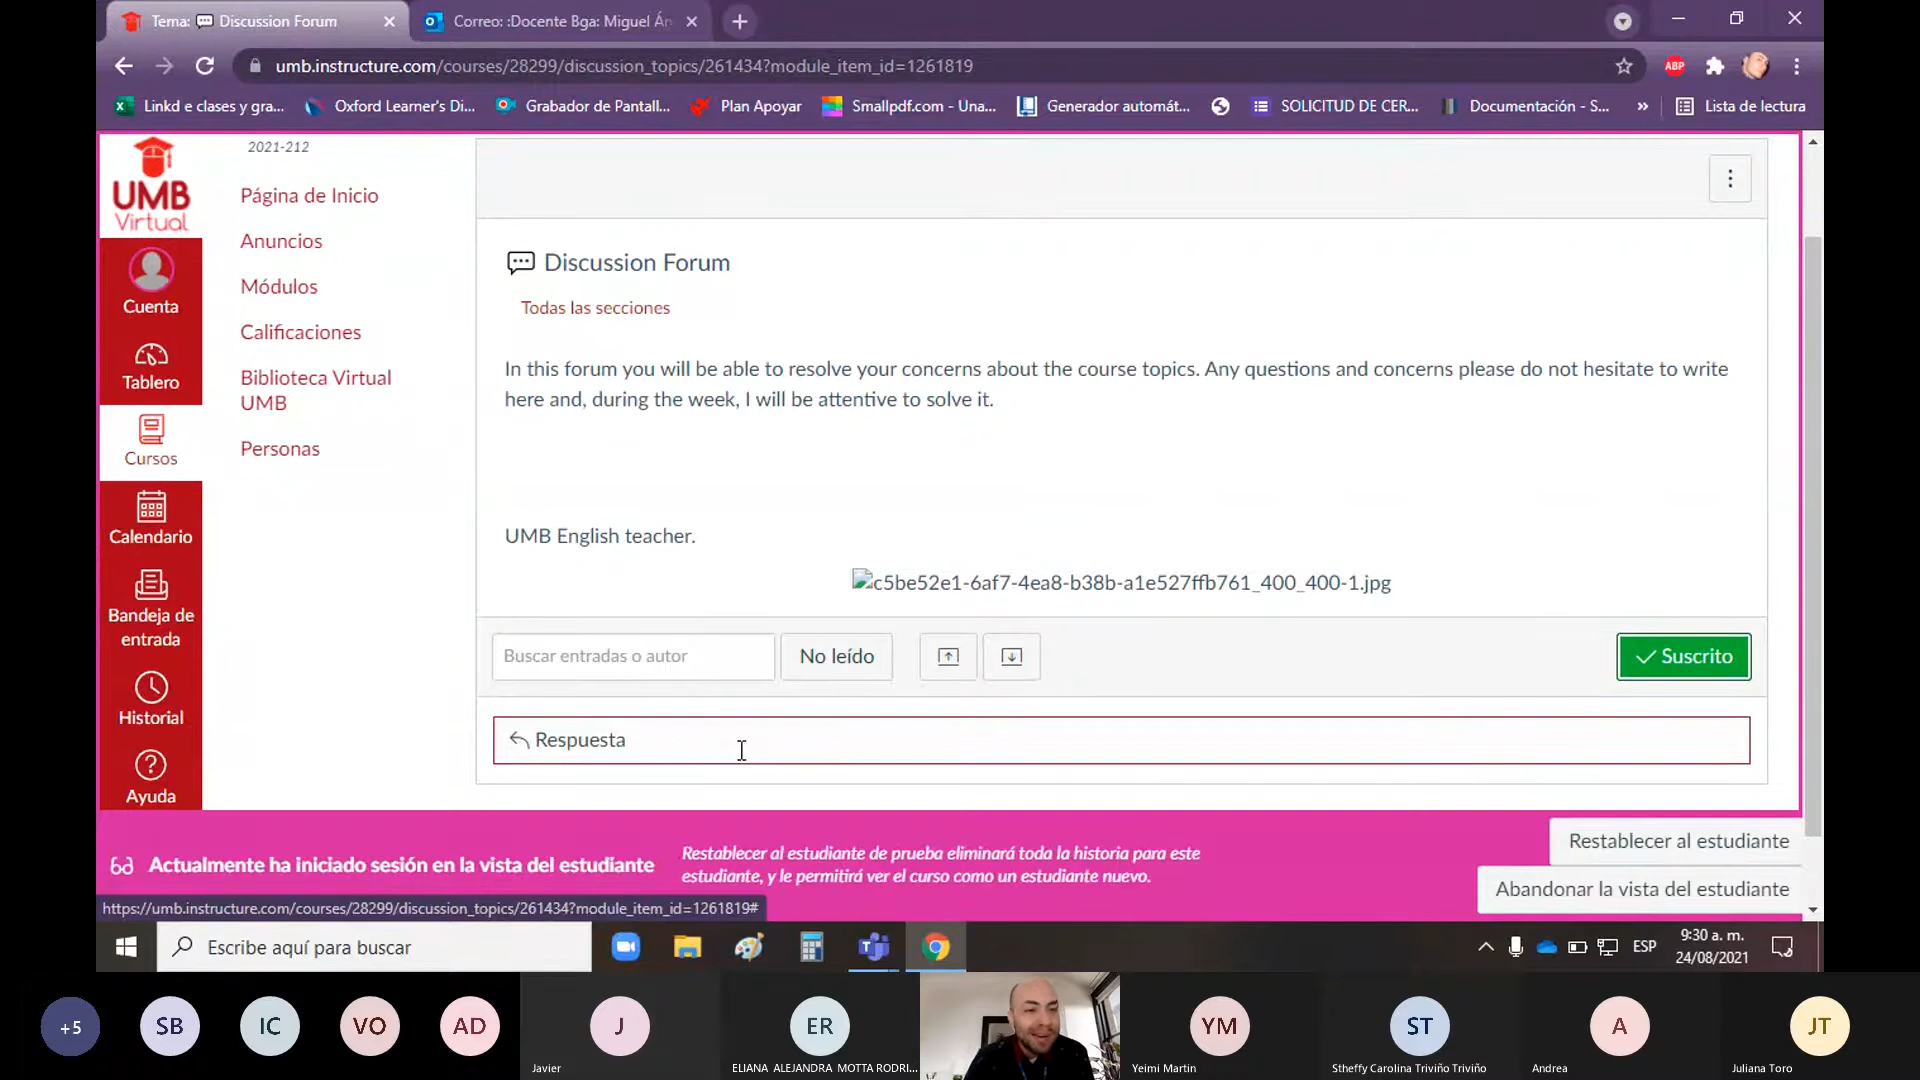 Tema: 💬 Discussion Forum
Correo: :Docente Bga: Miguel Án
umb.instructure.com/courses/28299/discussion_topics/261434?module_item_id=1261819
ABP
Linkd e clases y gra...
Oxford Learner's Di...
Grabador de Pantall...
Plan Apoyar
Smallpdf.com - Una...
Generador automát...
SOLICITUD DE CER...
Documentación - S...
»
Lista de lectura
UMB
Virtual
Cuenta
Tablero
Cursos
Calendario
Bandeja de
entrada
Historial
Ayuda
2021-212
Página de Inicio
Anuncios
Módulos
Calificaciones
Biblioteca Virtual
UMB
Personas
Discussion Forum
Todas las secciones
In this forum you will be able to resolve your concerns about the course topics. Any questions and concerns please do not hesitate to write
here and, during the week, I will be attentive to solve it.
UMB English teacher.
c5be52e1-6af7-4ea8-b38b-a1e527ffb761_400_400-1.jpg
Buscar entradas o autor
No leído
Suscrito
Respuesta
Actualmente ha iniciado sesión en la vista del estudiante
Restablecer al estudiante de prueba eliminará toda la historia para este
estudiante, y le permitirá ver el curso como un estudiante nuevo.
Restablecer al estudiante
Abandonar la vista del estudiante
https://umb.instructure.com/courses/28299/discussion_topics/261434?module_item_id=1261819#
Escribe aquí para buscar
ESP
9:30 a. m.
24/08/2021
+5
SB
IC
VO
AD
J
Javier
ER
ELIANA ALEJANDRA MOTTA RODRI...
YM
Yeimi Martin
ST
Stheffy Carolina Triviño Triviño
A
Andrea
JT
Juliana Toro